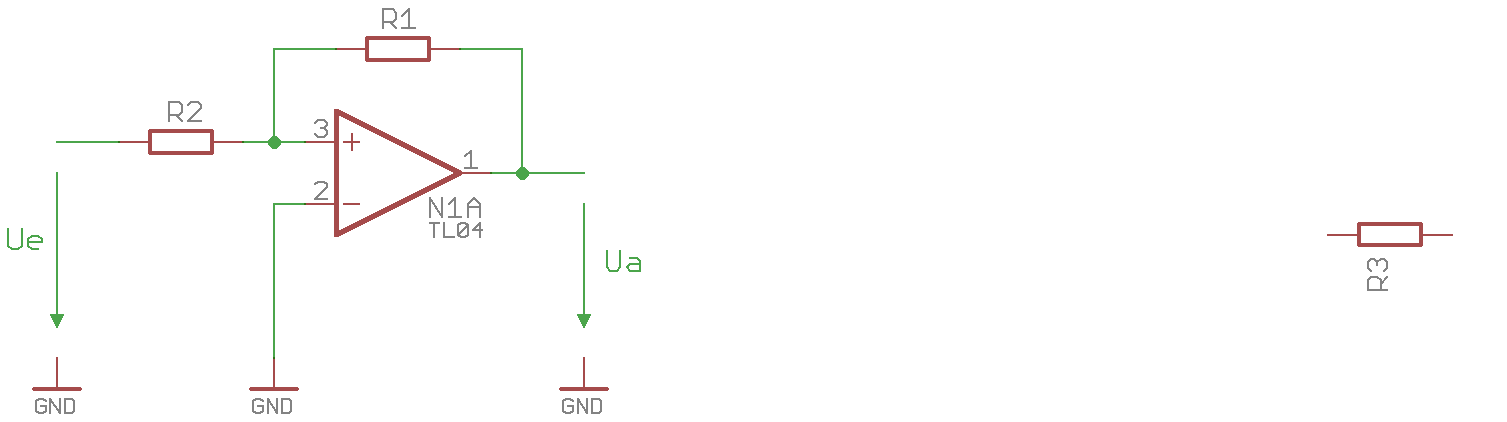 R1
R2
3
+
1
2
-
N1A
TL04
Ue
Ua
R3
GND
GND
GND